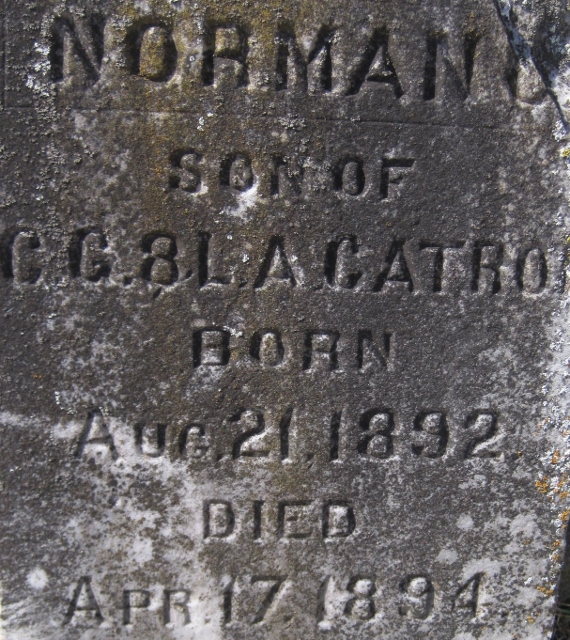 NORMAN
SON OF
C.G. & L.A. CATRO
BORN
AUG. 21, 1892.
DIED
APR. 17 1894.